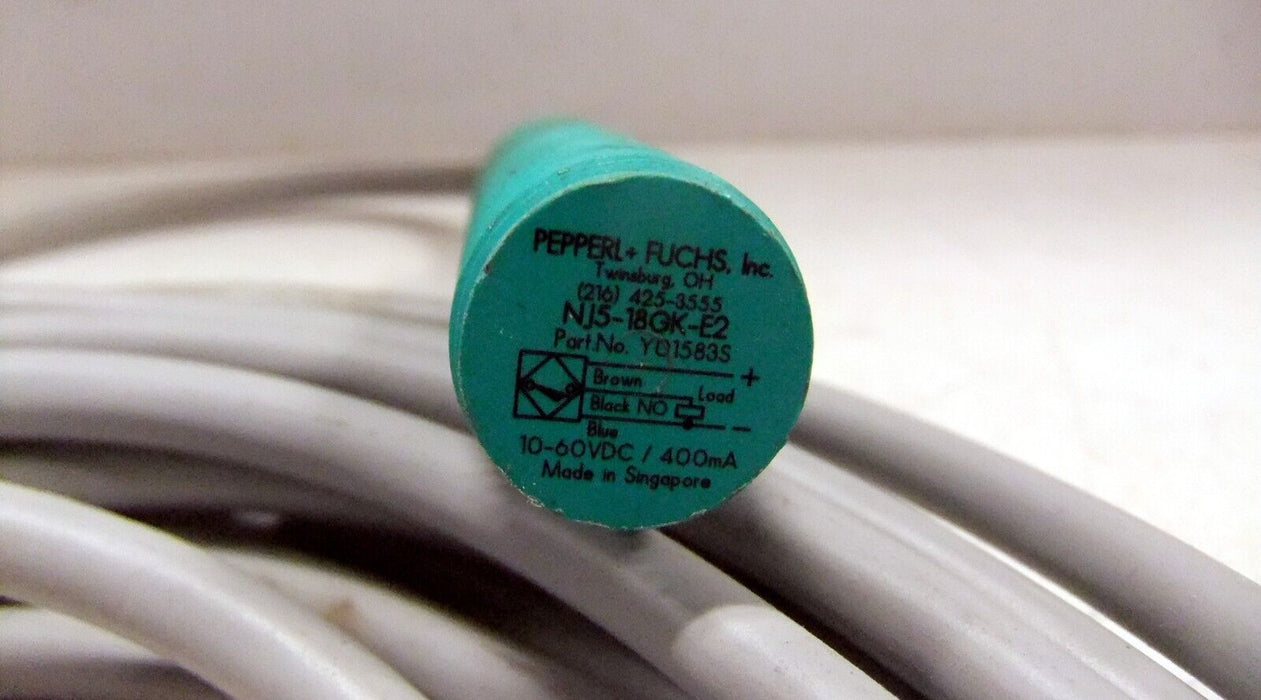 PEPPERL+ FUCHS, Inc.
Twinsburg, OH
(216) 425-3555
NJ5-18GK-E2
Part.No. Y01583S
+
Brown
Load
Black NO
-
Blue
10-60VDC / 400mA
Made in Singapore